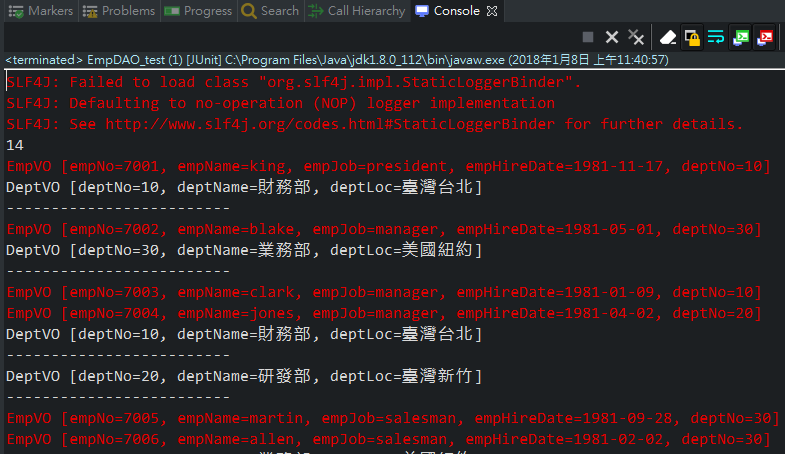 Markers Problems Progress Search Call Hierarchy Console
<terminated> EmpDAO_test (1) [JUnit] C:\Program Files\Java\jdk1.8.0_112\bin\javaw.exe (2018年1月8日 上午11:40:57)
SLF4J: Failed to load class "org.slf4j.impl.StaticLoggerBinder".
SLF4J: Defaulting to no-operation (NOP) logger implementation
SLF4J: See http://www.slf4j.org/codes.html#StaticLoggerBinder for further details.
14
EmpVO [empNo=7001, empName=king, empJob=president, empHireDate=1981-11-17, deptNo=10]
DeptVO [deptNo=10, deptName=財務部, deptLoc=臺灣台北]
-------------------------
EmpVO [empNo=7002, empName=blake, empJob=manager, empHireDate=1981-05-01, deptNo=30]
DeptVO [deptNo=30, deptName=業務部, deptLoc=美國紐約]
-------------------------
EmpVO [empNo=7003, empName=clark, empJob=manager, empHireDate=1981-01-09, deptNo=10]
EmpVO [empNo=7004, empName=jones, empJob=manager, empHireDate=1981-04-02, deptNo=20]
DeptVO [deptNo=10, deptName=財務部, deptLoc=臺灣台北]
-------------------------
DeptVO [deptNo=20, deptName=研發部, deptLoc=臺灣新竹]
-------------------------
EmpVO [empNo=7005, empName=martin, empJob=salesman, empHireDate=1981-09-28, deptNo=30]
EmpVO [empNo=7006, empName=allen, empJob=salesman, empHireDate=1981-02-02, deptNo=30]